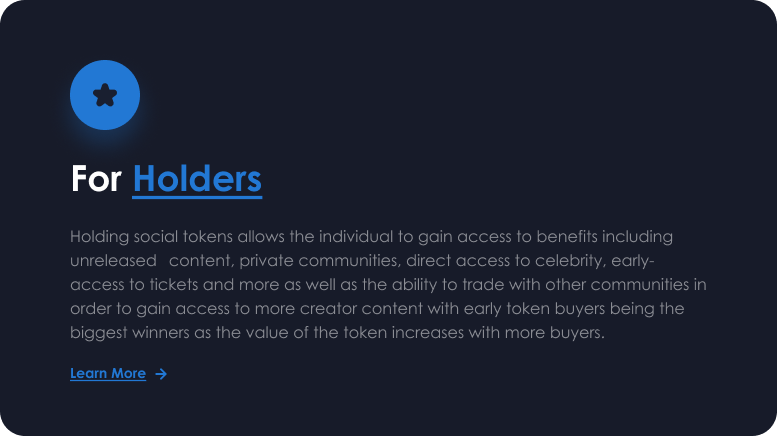 For Holders
Holding social tokens allows the individual to gain access to benefits including
unreleased  content, private communities, direct access to celebrity, early-
access to tickets and more as well as the ability to trade with other communities in
order to gain access to more creator content with early token buyers being the
biggest winners as the value of the token increases with more buyers.
Learn More →